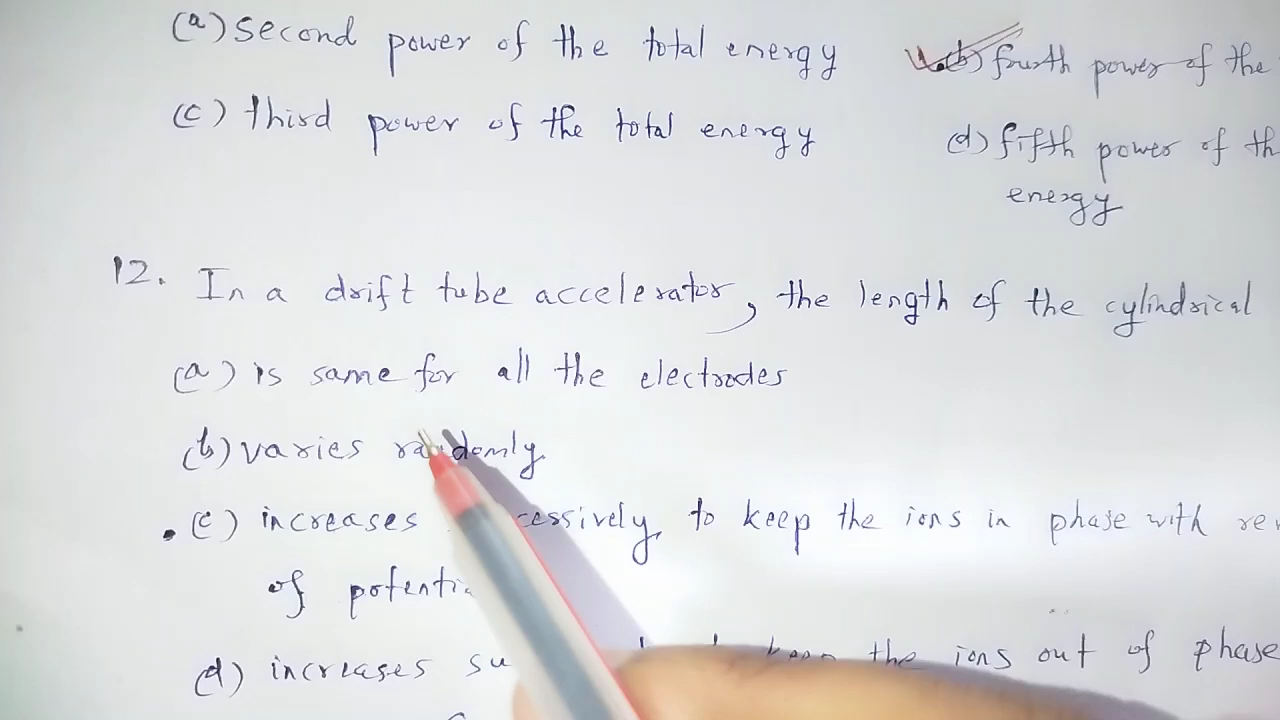 (a) second power of the total energy
(b) fourth power of the
(c) third power of the total energy
(d) fifth power of th
energy
12. In a drift tube accelerator, the length of the cylindrical
(a) is same for all the electrodes
(b) varies randomly
(c) increases cessively to keep the ions in phase with re
of potenti
(d) increases su the ions out of phase